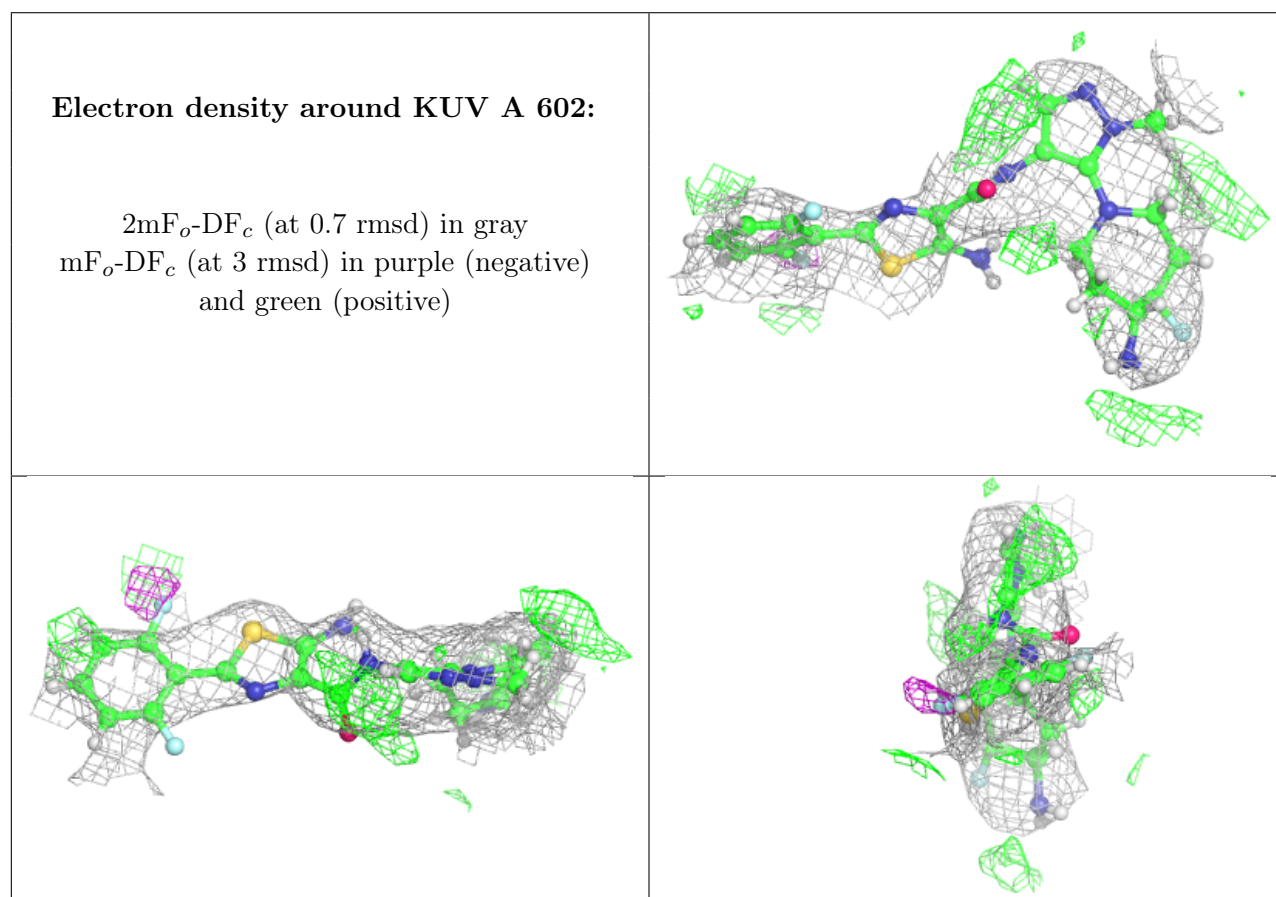 Electron density around KUV A 602:
2mFo-DFc (at 0.7 rmsd) in gray
mFo-DFc (at 3 rmsd) in purple (negative)
and green (positive)